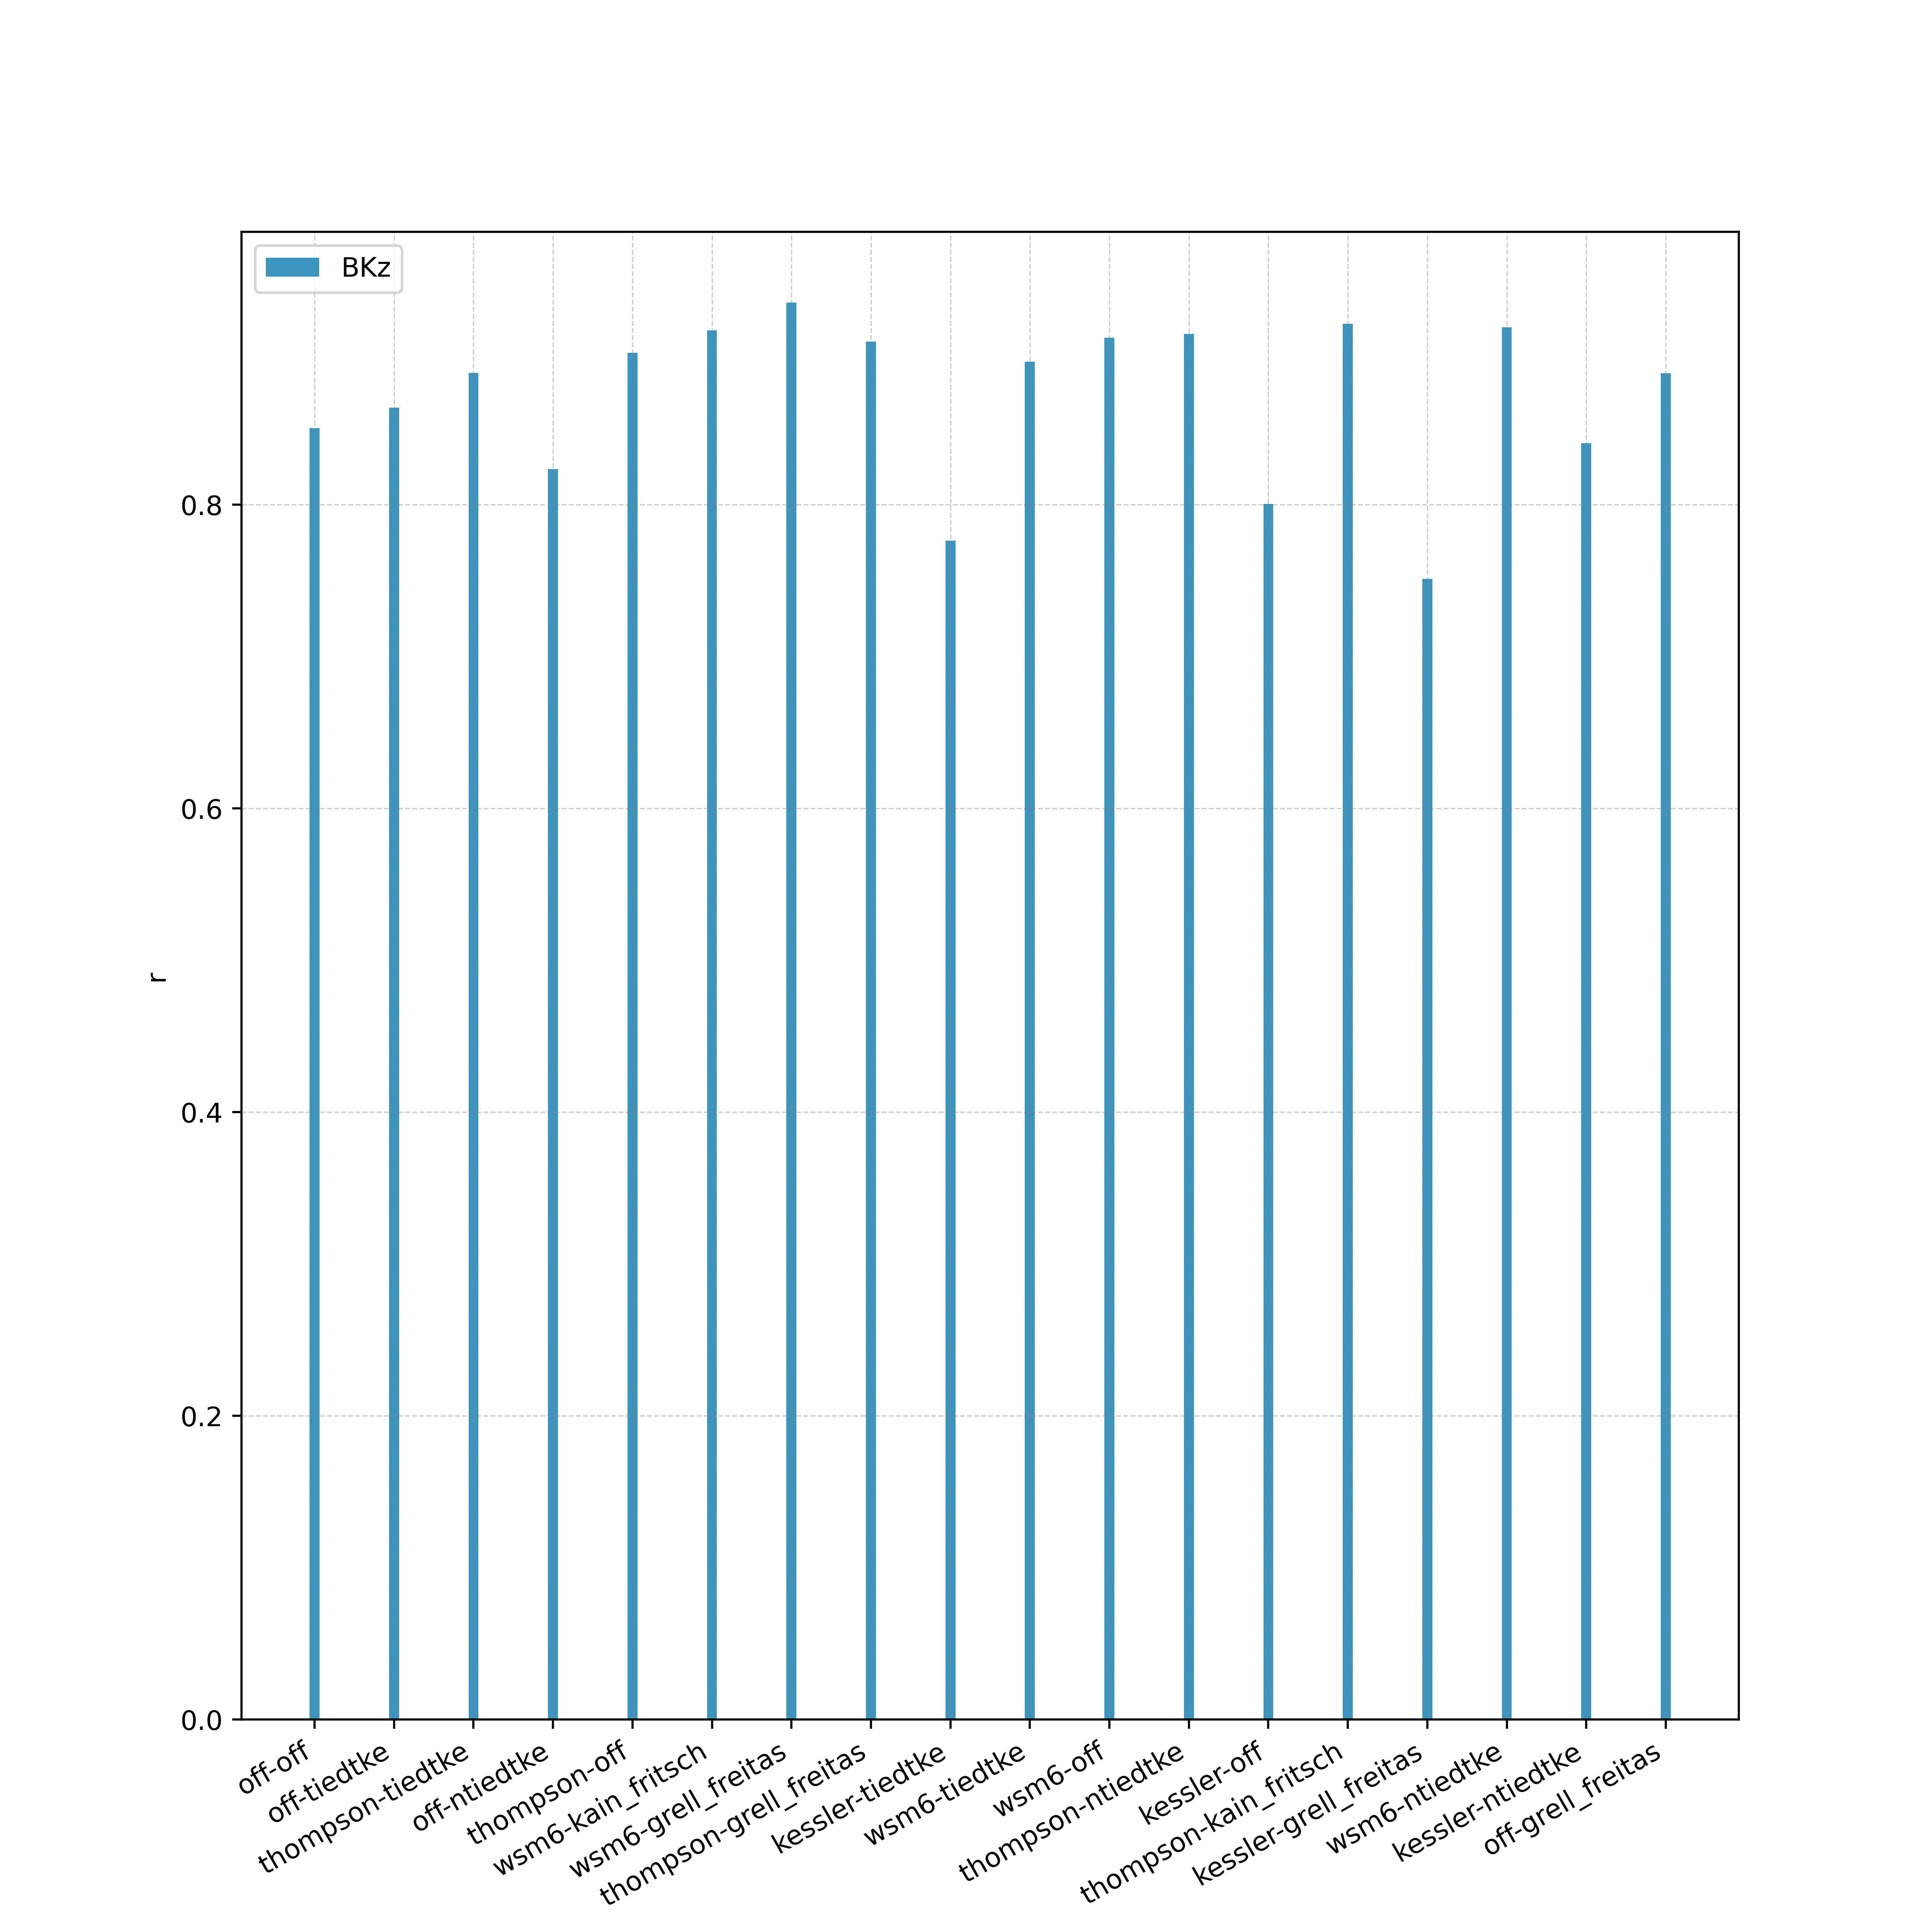 BKz
0.8
0.6
r
0.4
0.2
0.0
off-off
off-tiedtke
thompson-tiedtke
off-ntiedtke
thompson-off
wsm6-kain_fritsch
wsm6-grell_freitas
thompson-grell_freitas
kessler-tiedtke
wsm6-tiedtke
wsm6-off
thompson-ntiedtke
kessler-off
thompson-kain_fritsch
kessler-grell_freitas
wsm6-ntiedtke
kessler-ntiedtke
off-grell_freitas